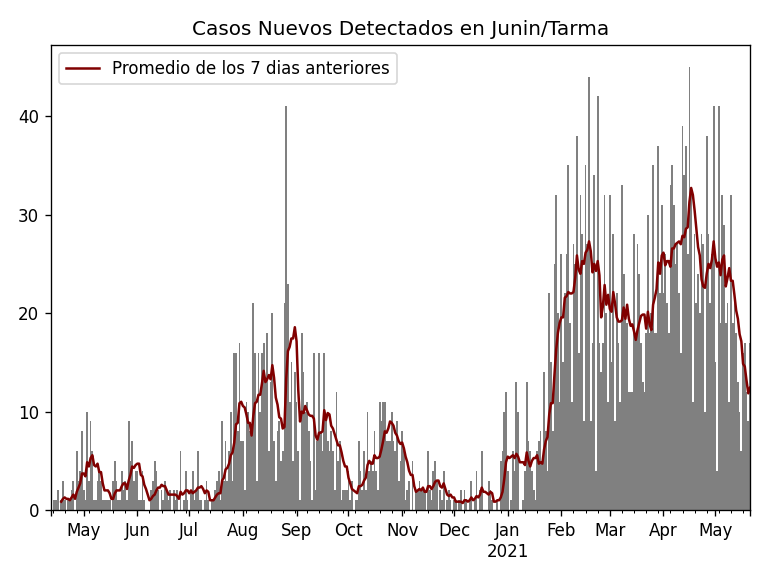 Casos Nuevos Detectados en Junin/Tarma
Promedio de los 7 dias anteriores
40
30
20
10
0
May Jun Jul Aug Sep Oct Nov Dec Jan Feb Mar Apr May
2021